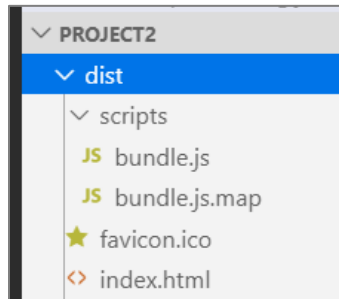 PROJECT2
dist
scripts
JS bundle.js
JS bundle.js.map
favicon.ico
<> index.html